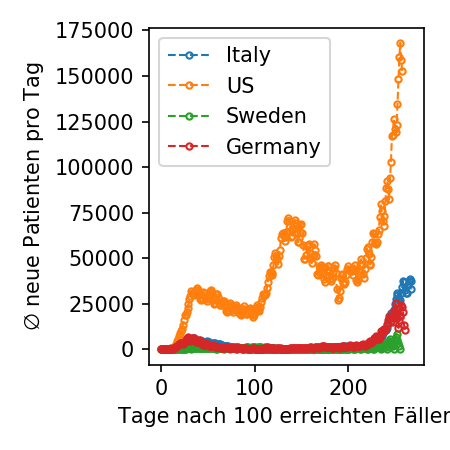 175000
150000
125000
100000
75000
50000
25000
0
∅ neue Patienten pro Tag
Italy
US
Sweden
Germany
0 100 200
Tage nach 100 erreichten Fällen